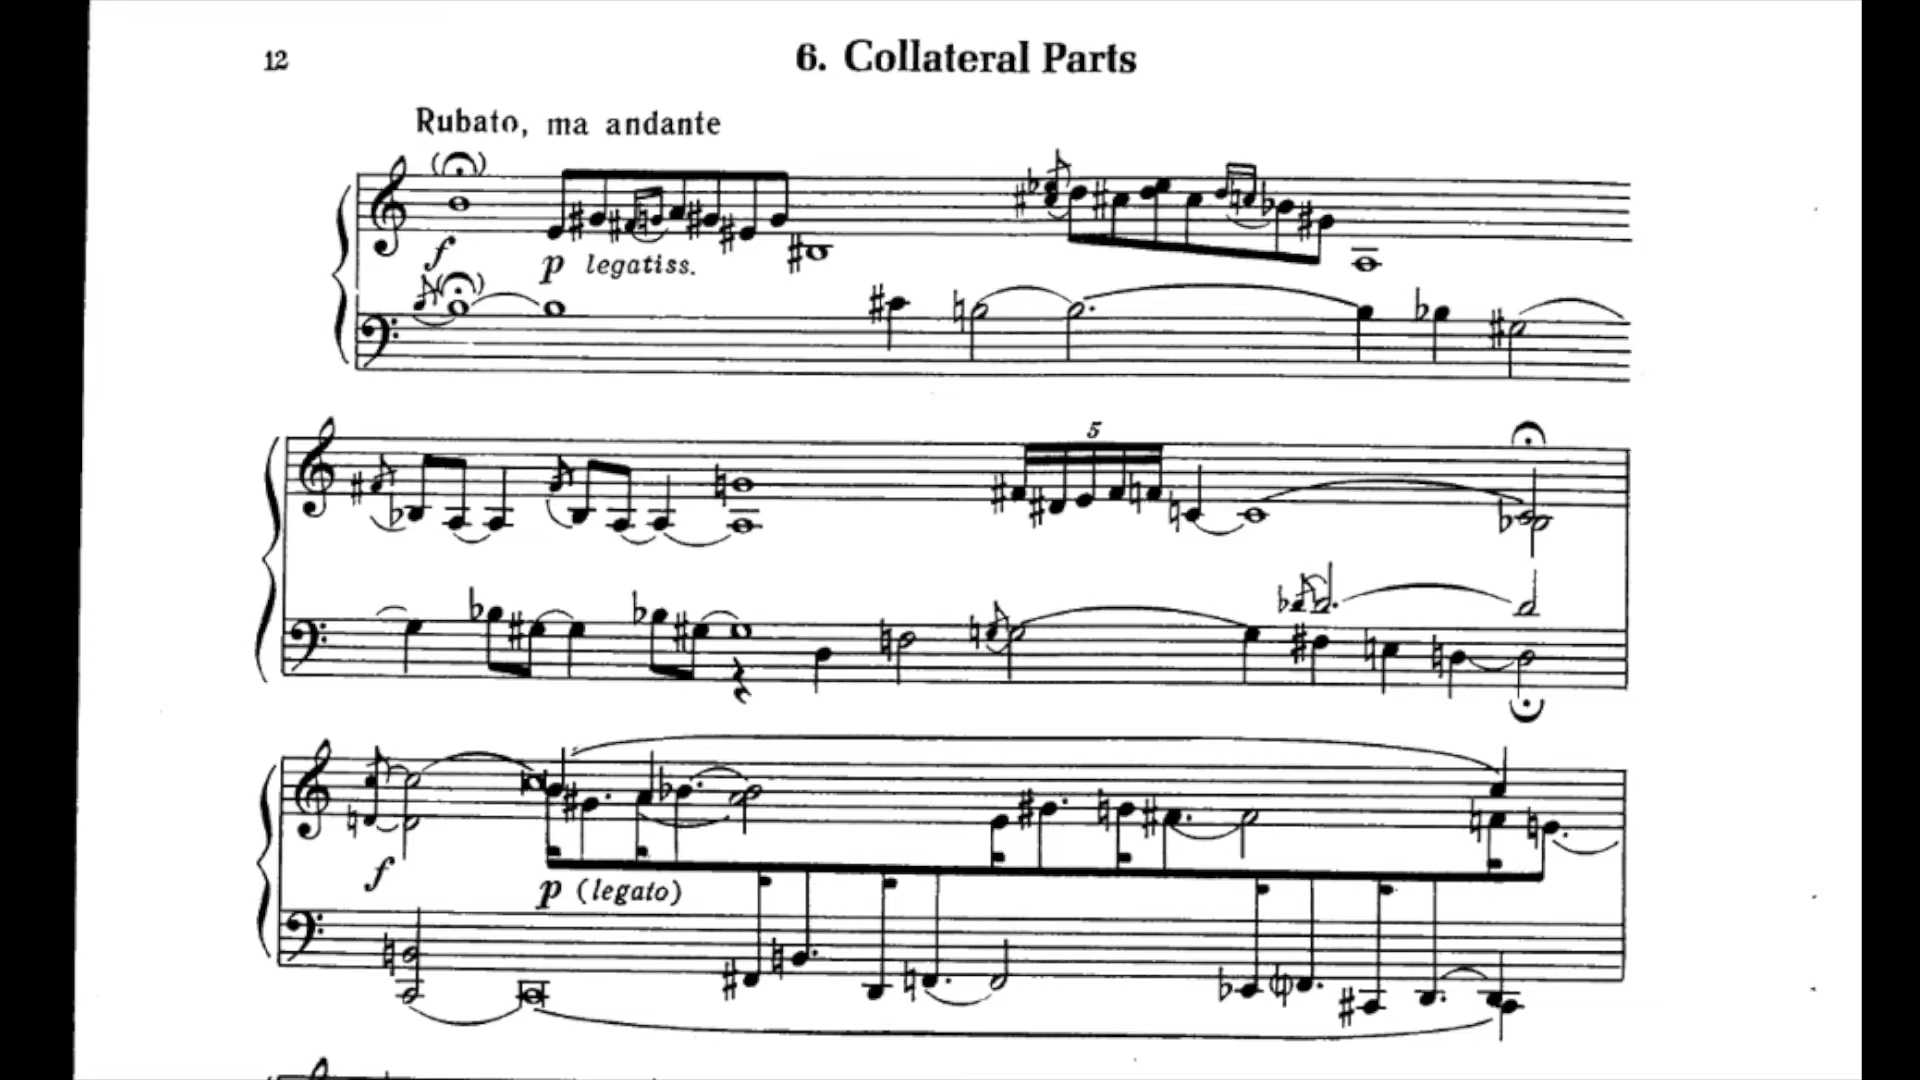 12
6. Collateral Parts
Rubato, ma andante
f
p legatiss.
5
f
p (legato)